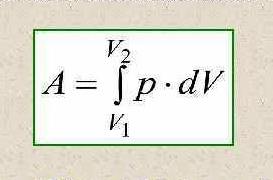 A = ∫_{V₁}^{V₂} p · dV